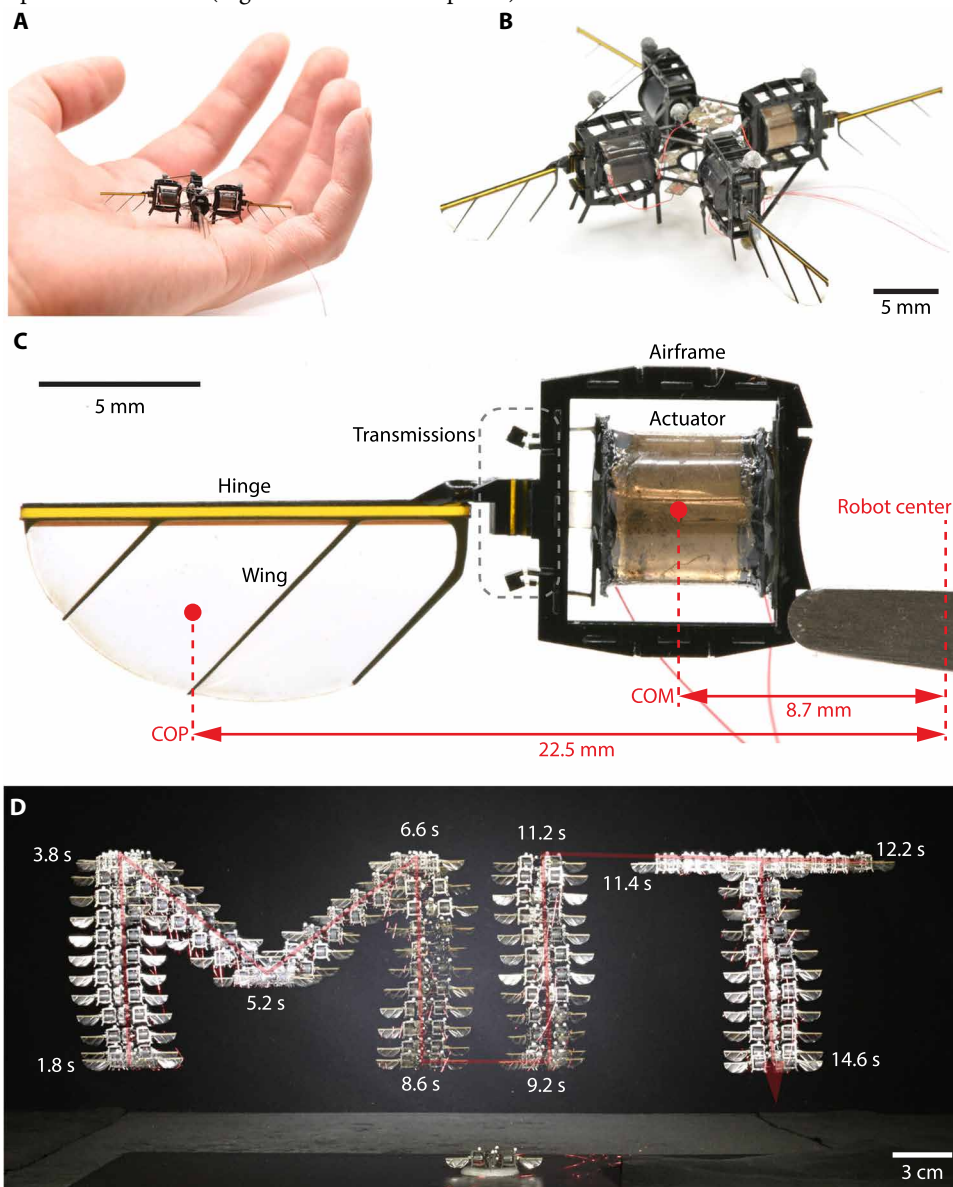 A
B
5 mm
C
5 mm
Airframe
Actuator
Transmissions
Hinge
Wing
Robot center
COM
8.7 mm
COP
22.5 mm
D
3.8 s
6.6 s
11.2 s
12.2 s
11.4 s
5.2 s
1.8 s
8.6 s
9.2 s
14.6 s
3 cm